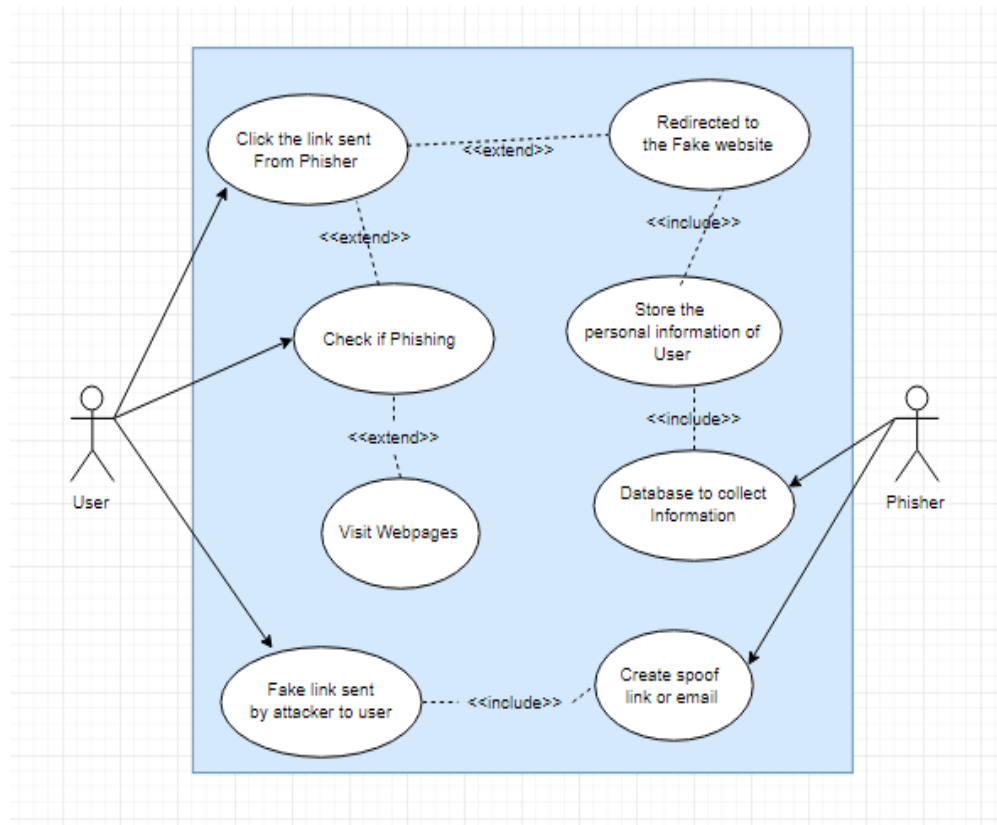 Click the link sent
From Phisher
<<extend>>
Redirected to
the Fake website
<<extend>>
<<include>>
Check if Phishing
Store the
personal information of
User
<<extend>>
<<include>>
User
Phisher
Visit Webpages
Database to collect
Information
Fake link sent
by attacker to user
<<include>>
Create spoof
link or email